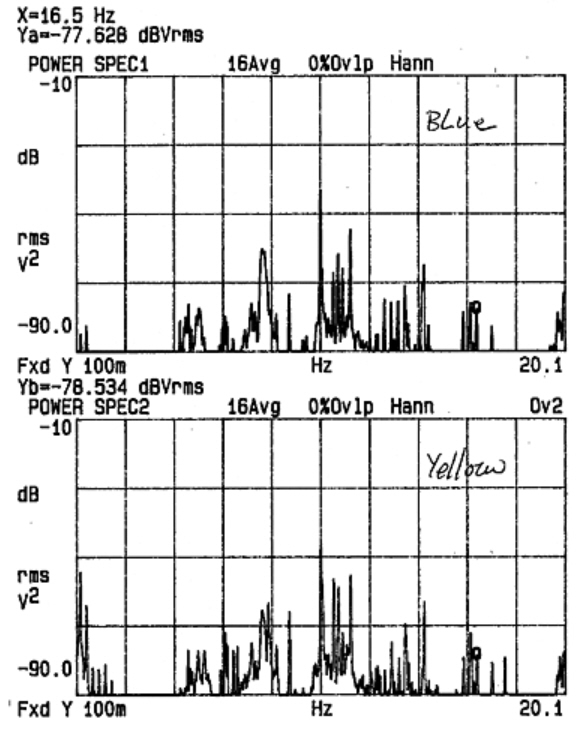 X=16.5 Hz
Ya=-77.628 dBVrms
POWER SPEC1 16Avg 0%Ovlp Hann
-10
Blue
dB
rms
V2
-90.0
Fxd Y 100m Hz 20.1
Yb=-78.534 dBVrms
POWER SPEC2 16Avg 0%Ovlp Hann Ov2
-10
Yellow
dB
rms
V2
-90.0
Fxd Y 100m Hz 20.1